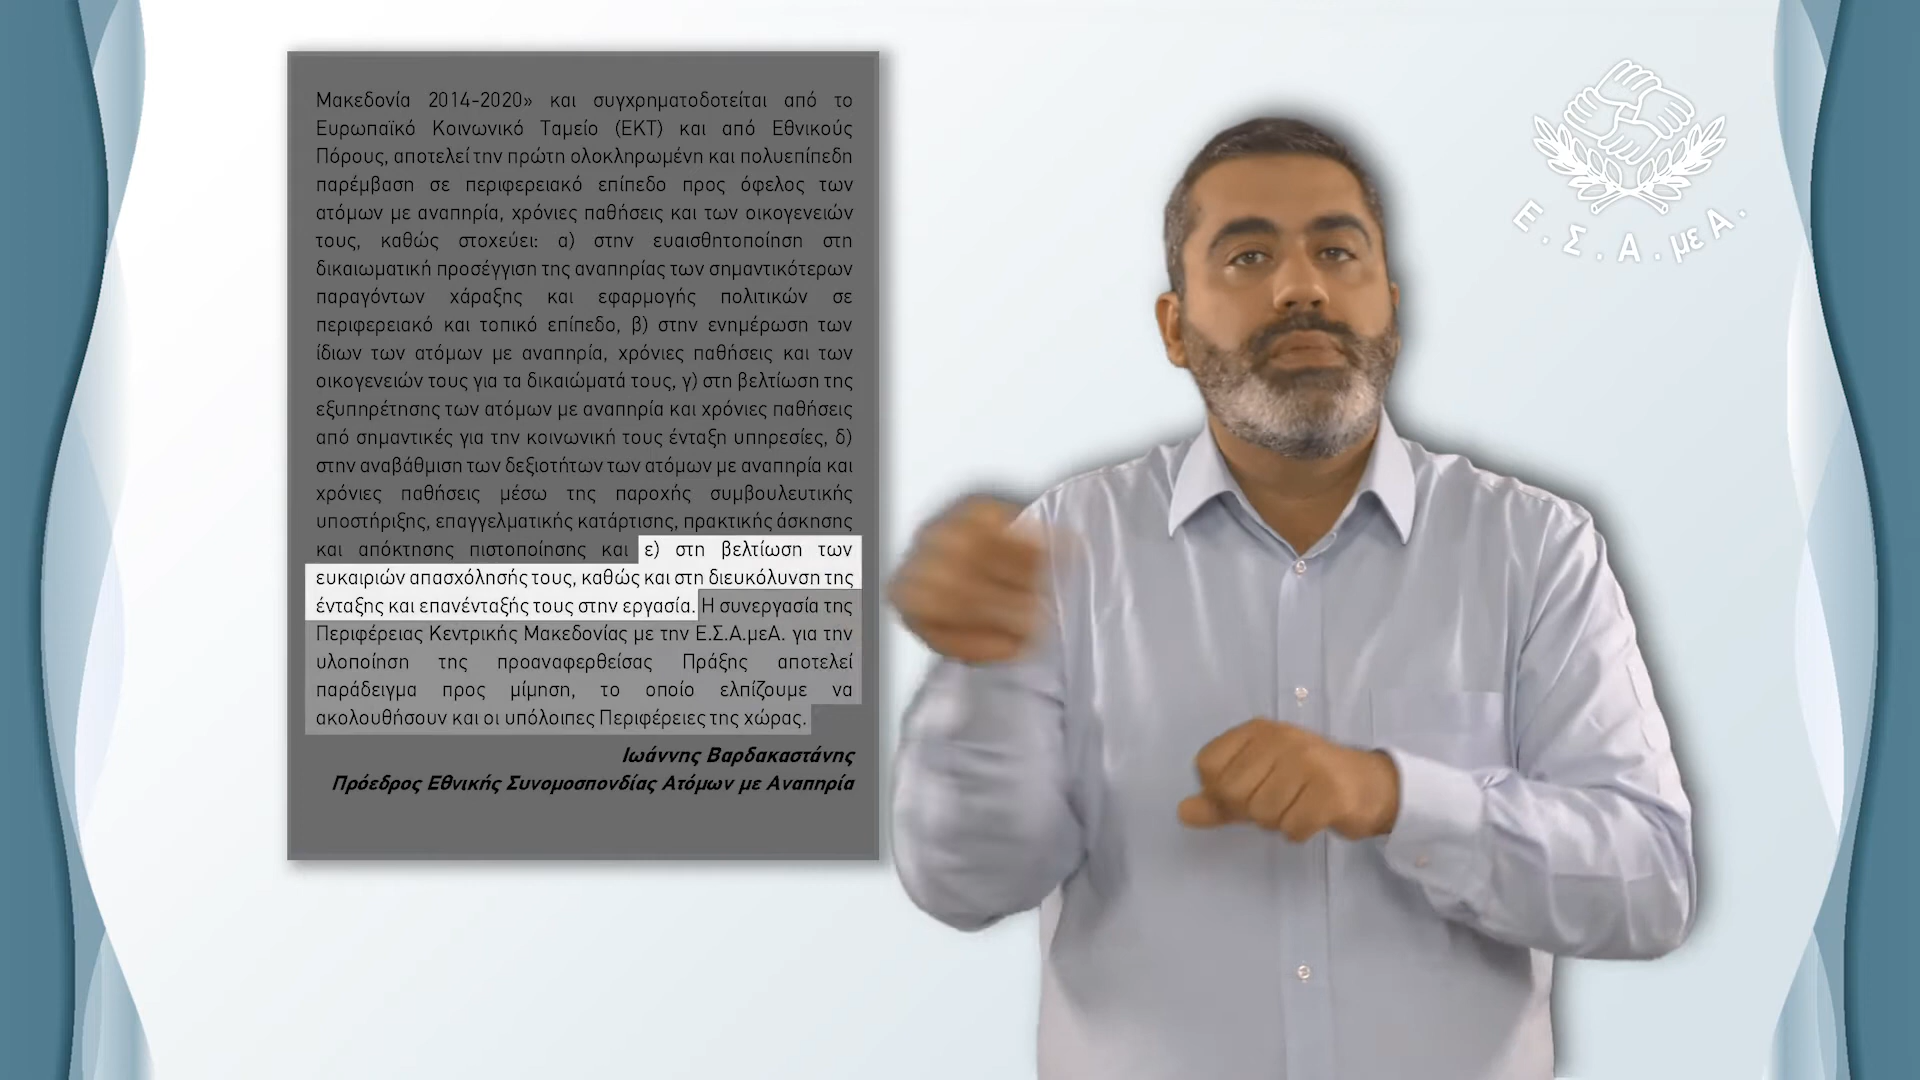 Μακεδονία 2014-2020» και συγχρηματοδοτείται από το
Ευρωπαϊκό Κοινωνικό Ταμείο (ΕΚΤ) και από Εθνικούς
Πόρους, αποτελεί την πρώτη ολοκληρωμένη και πολυεπίπεδη
παρέμβαση σε περιφερειακό επίπεδο προς όφελος των
ατόμων με αναπηρία, χρόνιες παθήσεις και των οικογενειών
τους, καθώς στοχεύει: α) στην ευαισθητοποίηση στη
δικαιωματική προσέγγιση της αναπηρίας των σημαντικότερων
παραγόντων χάραξης και εφαρμογής πολιτικών σε
περιφερειακό και τοπικό επίπεδο, β) στην ενημέρωση των
ίδιων των ατόμων με αναπηρία, χρόνιες παθήσεις και των
οικογενειών τους για τα δικαιώματά τους, γ) στη βελτίωση της
εξυπηρέτησης των ατόμων με αναπηρία και χρόνιες παθήσεις
από σημαντικές για την κοινωνική τους ένταξη υπηρεσίες, δ)
στην αναβάθμιση των δεξιοτήτων των ατόμων με αναπηρία και
χρόνιες παθήσεις μέσω της παροχής συμβουλευτικής
υποστήριξης, επαγγελματικής κατάρτισης, πρακτικής άσκησης
και απόκτησης πιστοποίησης και ε) στη βελτίωση των
ευκαιριών απασχόλησής τους, καθώς και στη διευκόλυνση της
ένταξης και επανένταξής τους στην εργασία. Η συνεργασία της
Περιφέρειας Κεντρικής Μακεδονίας με την Ε.Σ.Α.μεΑ. για την
υλοποίηση της προαναφερθείσας Πράξης αποτελεί
παράδειγμα προς μίμηση, το οποίο ελπίζουμε να
ακολουθήσουν και οι υπόλοιπες Περιφέρειες της χώρας.
Ιωάννης Βαρδακαστάνης
Πρόεδρος Εθνικής Συνομοσπονδίας Ατόμων με Αναπηρία
Ε.Σ.Α.μεΑ.